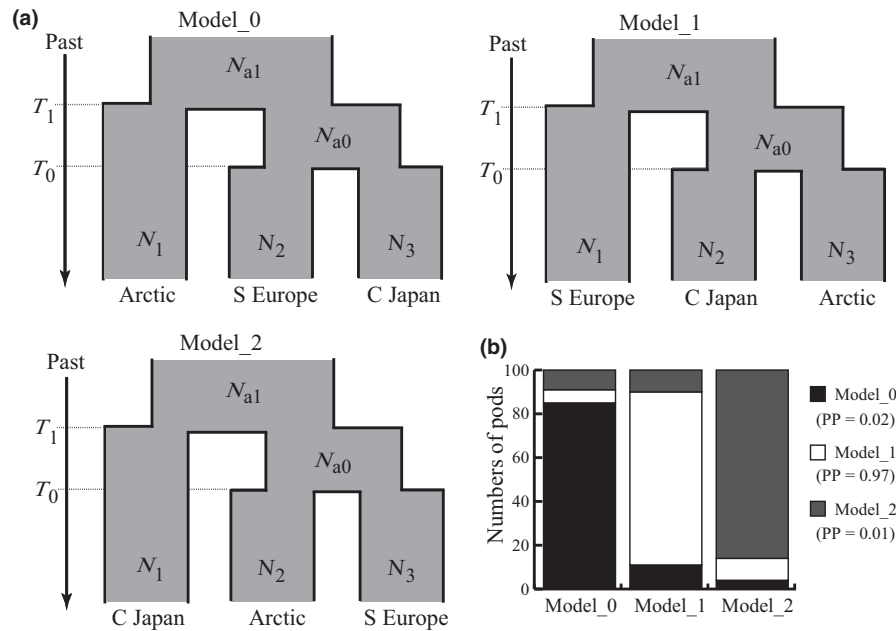 (a)
Model_0
Past
Na1
T1
Na0
T0
N1
N2
N3
Arctic
S Europe
C Japan
Model_1
Past
Na1
T1
Na0
T0
N1
N2
N3
S Europe
C Japan
Arctic
Model_2
Past
Na1
T1
Na0
T0
N1
N2
N3
C Japan
Arctic
S Europe
(b)
Numbers of pods
100
80
60
40
20
0
Model_0
Model_1
Model_2
Model_0
(PP = 0.02)
Model_1
(PP = 0.97)
Model_2
(PP = 0.01)